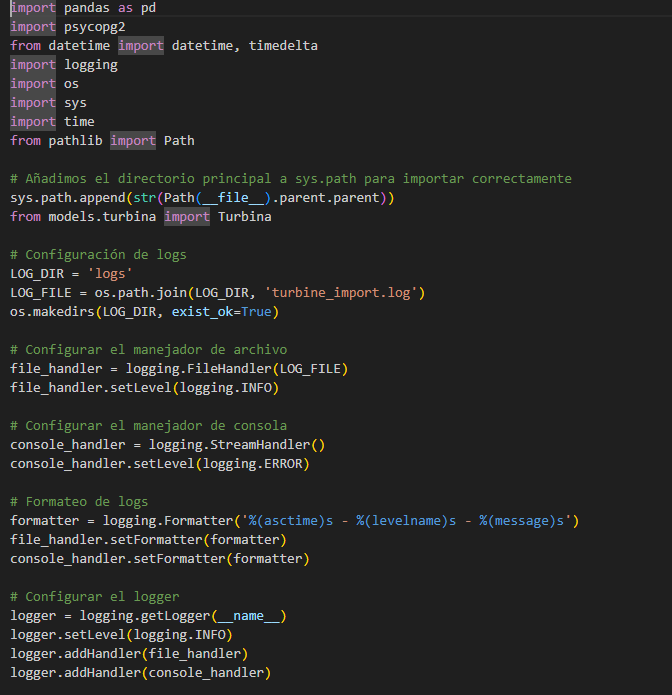 import pandas as pd
import psycopg2
from datetime import datetime, timedelta
import logging
import os
import sys
import time
from pathlib import Path

# Añadimos el directorio principal a sys.path para importar correctamente
sys.path.append(str(Path(__file__).parent.parent))
from models.turbina import Turbina

# Configuración de logs
LOG_DIR = 'logs'
LOG_FILE = os.path.join(LOG_DIR, 'turbine_import.log')
os.makedirs(LOG_DIR, exist_ok=True)

# Configurar el manejador de archivo
file_handler = logging.FileHandler(LOG_FILE)
file_handler.setLevel(logging.INFO)

# Configurar el manejador de consola
console_handler = logging.StreamHandler()
console_handler.setLevel(logging.ERROR)

# Formateo de logs
formatter = logging.Formatter('%(asctime)s - %(levelname)s - %(message)s')
file_handler.setFormatter(formatter)
console_handler.setFormatter(formatter)

# Configurar el logger
logger = logging.getLogger(__name__)
logger.setLevel(logging.INFO)
logger.addHandler(file_handler)
logger.addHandler(console_handler)